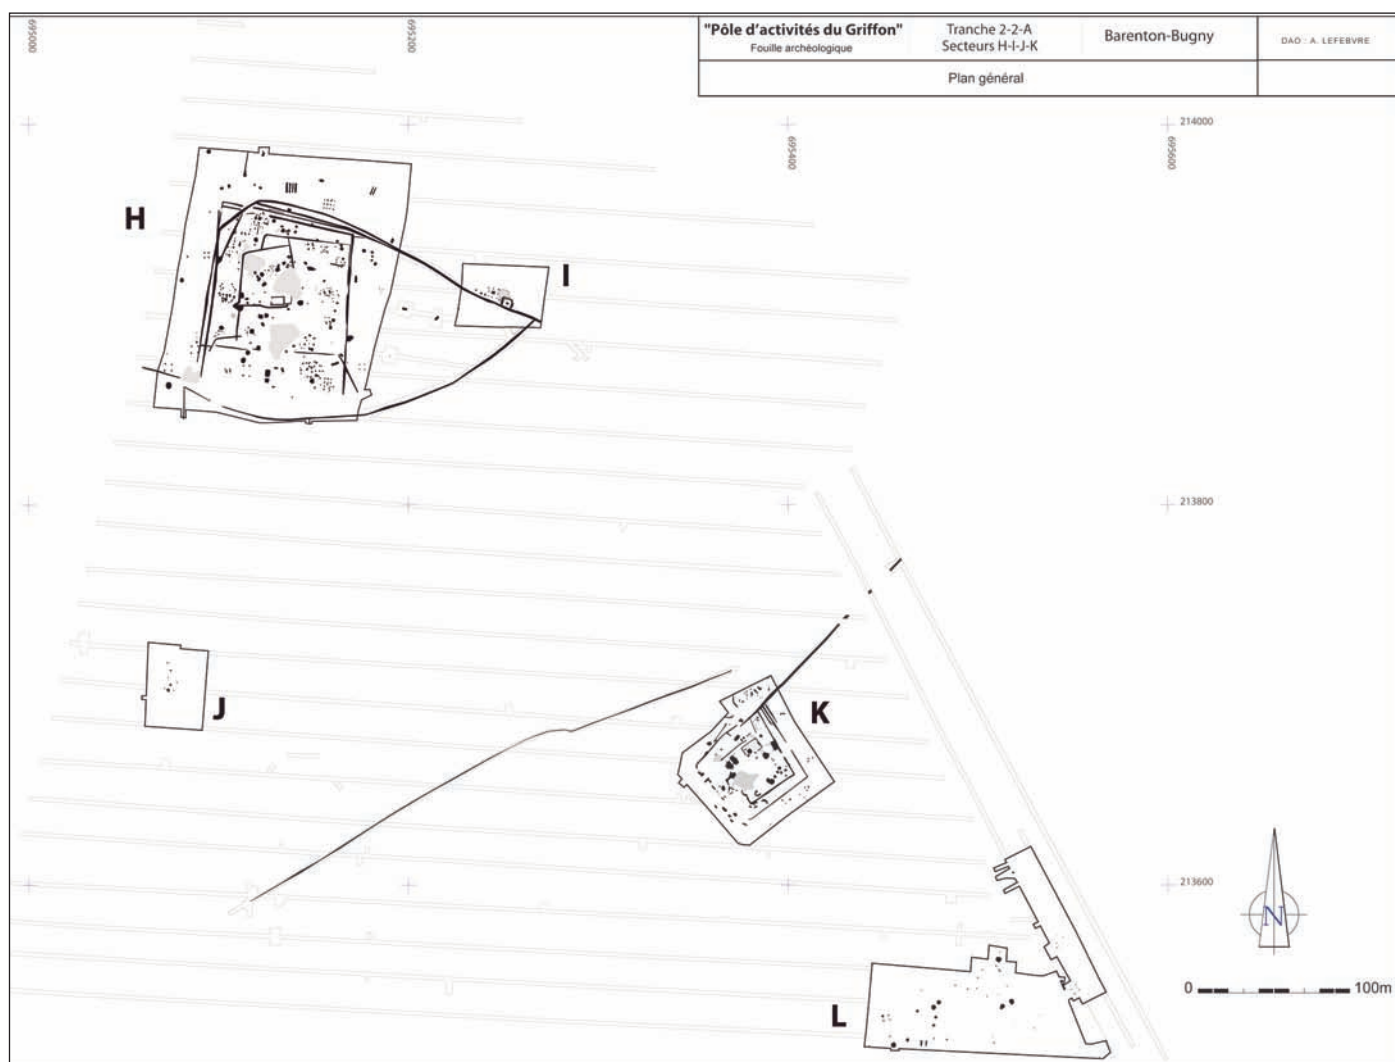 "Pôle d'activités du Griffon"
Fouille archéologique
Tranche 2-2-A
Secteurs H-I-J-K
Barenton-Bugny
DAO : A. LEFEBVRE
Plan général
695000
695200
695400
695600
214000
H
I
213800
J
K
213600
N
L
0
100m